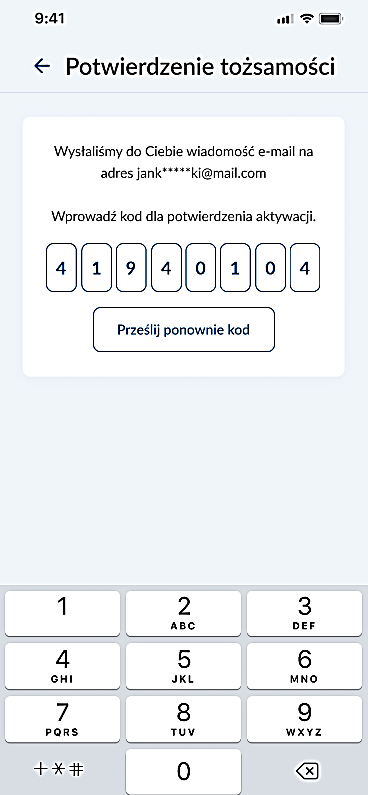 9:41
Potwierdzenie tożsamości
Wysłaliśmy do Ciebie wiadomość e-mail na
adres jank*****ki@mail.com
Wprowadź kod dla potwierdzenia aktywacji.
4 1 9 4 0 1 0 4
Prześlij ponownie kod
1 2 3
ABC DEF
4 5 6
GHI JKL MNO
7 8 9
PQRS TUV WXYZ
+*# 0